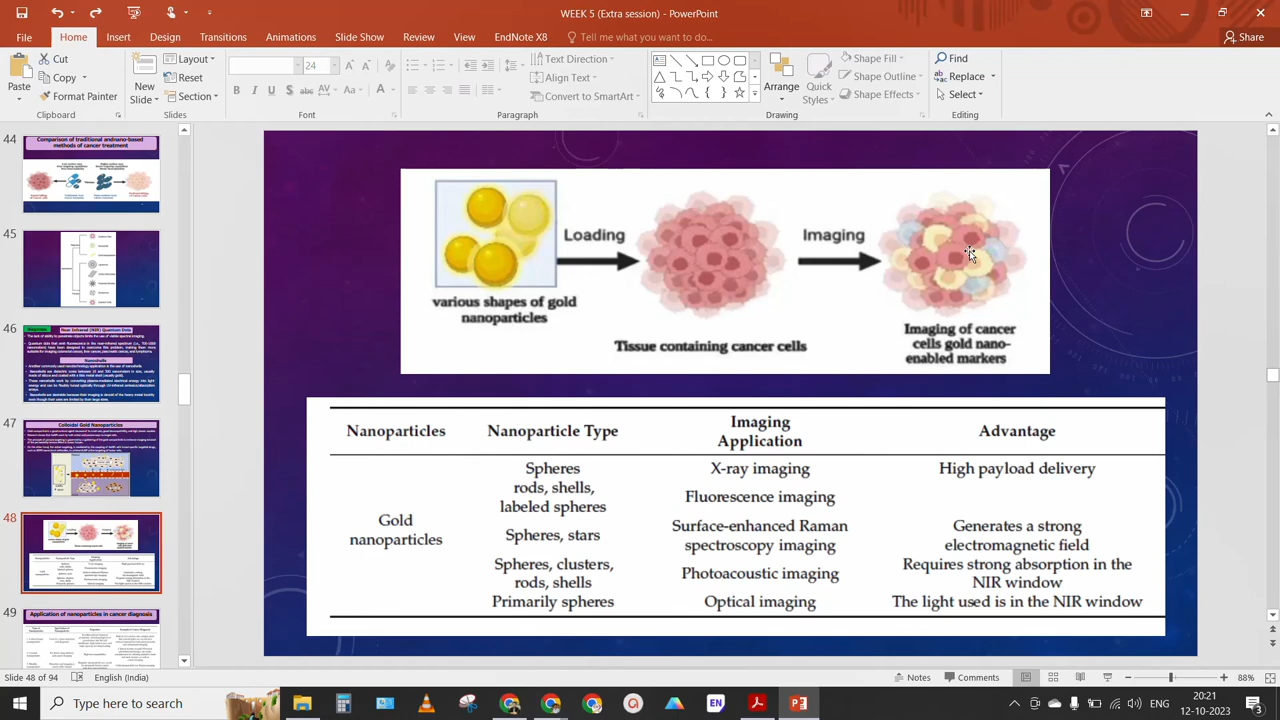 WEEK 5 (Extra session) - PowerPoint
File Home Insert Design Transitions Animations Slide Show Review View EndNote X8 Tell me what you want to do... Share
Paste
Cut
Copy
Format Painter
Clipboard
New Slide
Layout
Reset
Section
Slides
24
Font
Text Direction
Align Text
Convert to SmartArt
Paragraph
Arrange
Quick Styles
Shape Fill
Shape Outline
Shape Effects
Drawing
Find
Replace
Select
Editing
44
Comparison of traditional andnano-based
methods of cancer treatment
45
46
Near Infrared (NIR) Quantum Dots
Nanoshells
47
Colloidal Gold Nanoparticles
48
49
Application of nanoparticles in cancer diagnosis
Loading
Imaging
various shapes of gold
nanoparticles
Tissue containing cancer cells
Imaging of cancer
cells gold nano-
enabled markers
Imaging
Application
Advantage
Spheres
rods, shells,
labeled spheres
X-ray imaging
High payload delivery
Fluorescence imaging
Gold
nanoparticles
Spheres, stars
Surface-enhanced Raman
spectroscopy imaging
Generates a strong
electromagnetic field
Spheres, clusters,
rods, shells
Photoacoustic imaging
Requires strong absorption in the
NIR window
Primarily spheres
Optical imaging
The light used is in the NIR window
Slide 48 of 94 English (India) Notes Comments 88%
Type here to search
ENG
20:21
12-10-2023